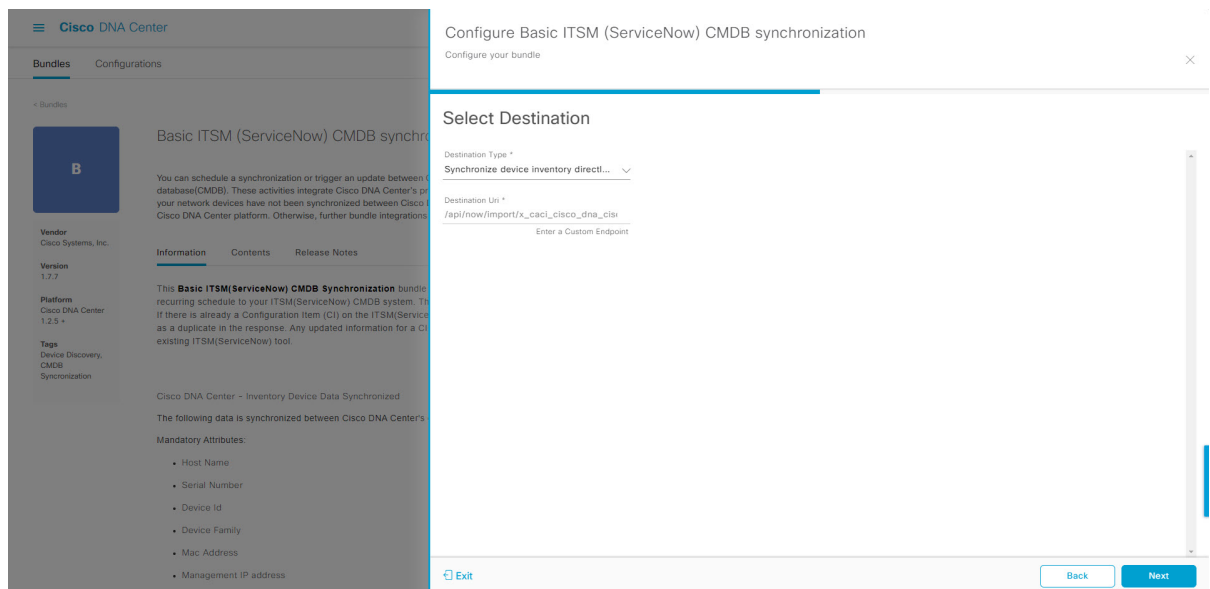 Cisco DNA Center
Bundles Configurations
< Bundles
B
Vendor
Cisco Systems, Inc.
Version
1.7.7
Platform
Cisco DNA Center
1.2.5 +
Tags
Device Discovery,
CMDB
Syncronization
Basic ITSM (ServiceNow) CMDB synchro
You can schedule a synchronization or trigger an update between
database(CMDB). These activities integrate Cisco DNA Center's pr
your network devices have not been synchronized between Cisco
Cisco DNA Center platform. Otherwise, further bundle integrations
Information Contents Release Notes
This Basic ITSM(ServiceNow) CMDB Synchronization bundle
recurring schedule to your ITSM(ServiceNow) CMDB system. Th
If there is already a Configuration Item (CI) on the ITSM(Service
as a duplicate in the response. Any updated information for a CI
existing ITSM(ServiceNow) tool.
Cisco DNA Center - Inventory Device Data Synchronized
The following data is synchronized between Cisco DNA Center's
Mandatory Attributes:
• Host Name
• Serial Number
• Device Id
• Device Family
• Mac Address
• Management IP address
Configure Basic ITSM (ServiceNow) CMDB synchronization
Configure your bundle
Select Destination
Destination Type *
Synchronize device inventory directl...
Destination Uri *
/api/now/import/x_caci_cisco_dna_cis
Enter a Custom Endpoint
Exit
Back Next